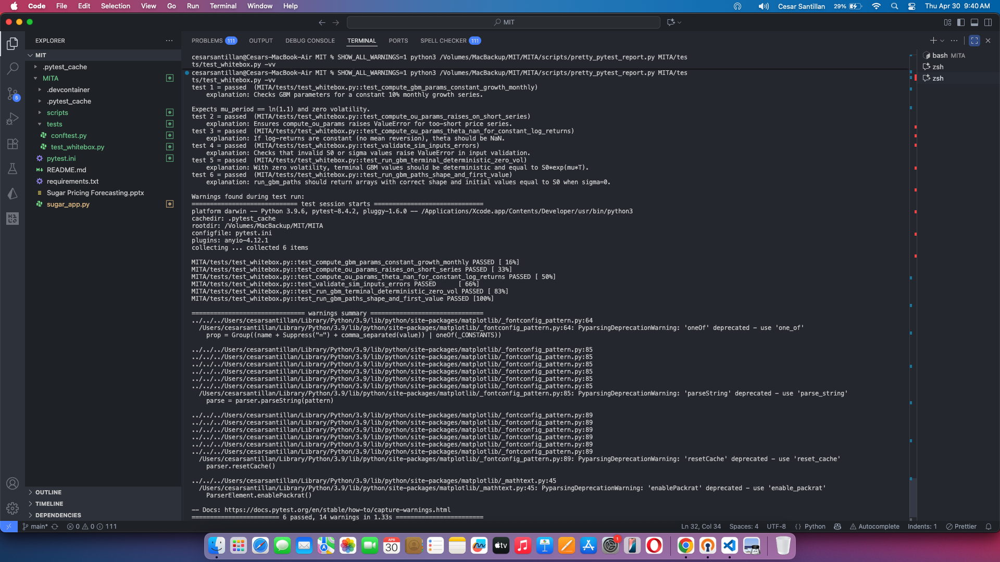 Code File Edit Selection View Go Run Terminal Window Help
Cesar Santillan 29% Thu Apr 30 9:40 AM
MIT
EXPLORER
MIT
.pytest_cache
MITA
.devcontainer
.pytest_cache
scripts
tests
conftest.py
test_whitebox.py
pytest.ini
README.md
requirements.txt
Sugar Pricing Forecasting.pptx
sugar_app.py
OUTLINE
TIMELINE
DEPENDENCIES
5
PROBLEMS 111 OUTPUT DEBUG CONSOLE TERMINAL PORTS SPELL CHECKER 111
bash MITA
zsh
zsh
cesarsantillan@Cesars-MacBook-Air MIT % SHOW_ALL_WARNINGS=1 python3 /Volumes/MacBackup/MIT/MITA/scripts/pretty_pytest_report.py MITA/tes
ts/test_whitebox.py -vv
cesarsantillan@Cesars-MacBook-Air MIT % SHOW_ALL_WARNINGS=1 python3 /Volumes/MacBackup/MIT/MITA/scripts/pretty_pytest_report.py MITA/tes
ts/test_whitebox.py -vv
test 1 = passed  (MITA/tests/test_whitebox.py::test_compute_gbm_params_constant_growth_monthly)
    explanation: Checks GBM parameters for a constant 10% monthly growth series.
Expects mu_period == ln(1.1) and zero volatility.
test 2 = passed  (MITA/tests/test_whitebox.py::test_compute_ou_params_raises_on_short_series)
    explanation: Ensures compute_ou_params raises ValueError for too-short price series.
test 3 = passed  (MITA/tests/test_whitebox.py::test_compute_ou_params_theta_nan_for_constant_log_returns)
    explanation: If log-returns are constant (no mean reversion), theta should be NaN.
test 4 = passed  (MITA/tests/test_whitebox.py::test_validate_sim_inputs_errors)
    explanation: Checks that invalid S0 or sigma values raise ValueError in input validation.
test 5 = passed  (MITA/tests/test_whitebox.py::test_run_gbm_terminal_deterministic_zero_vol)
    explanation: With zero volatility, terminal GBM values should be deterministic and equal to S0*exp(mu*T).
test 6 = passed  (MITA/tests/test_whitebox.py::test_run_gbm_paths_shape_and_first_value)
    explanation: run_gbm_paths should return arrays with correct shape and initial values equal to S0 when sigma=0.
Warnings found during test run:
============================= test session starts ==============================
platform darwin -- Python 3.9.6, pytest-8.4.2, pluggy-1.6.0 -- /Applications/Xcode.app/Contents/Developer/usr/bin/python3
cachedir: .pytest_cache
rootdir: /Volumes/MacBackup/MIT/MITA
configfile: pytest.ini
plugins: anyio-4.12.1
collecting ... collected 6 items
MITA/tests/test_whitebox.py::test_compute_gbm_params_constant_growth_monthly PASSED [ 16%]
MITA/tests/test_whitebox.py::test_compute_ou_params_raises_on_short_series PASSED [ 33%]
MITA/tests/test_whitebox.py::test_compute_ou_params_theta_nan_for_constant_log_returns PASSED [ 50%]
MITA/tests/test_whitebox.py::test_validate_sim_inputs_errors PASSED      [ 66%]
MITA/tests/test_whitebox.py::test_run_gbm_terminal_deterministic_zero_vol PASSED [ 83%]
MITA/tests/test_whitebox.py::test_run_gbm_paths_shape_and_first_value PASSED [100%]
=============================== warnings summary ===============================
../../../Users/cesarsantillan/Library/Python/3.9/lib/python/site-packages/matplotlib/_fontconfig_pattern.py:64
  /Users/cesarsantillan/Library/Python/3.9/lib/python/site-packages/matplotlib/_fontconfig_pattern.py:64: PyparsingDeprecationWarning: 'oneOf' deprecated - use 'one_of'
    prop = Group((name + Suppress("=") + comma_separated(value)) | oneOf(_CONSTANTS))
../../../Users/cesarsantillan/Library/Python/3.9/lib/python/site-packages/matplotlib/_fontconfig_pattern.py:85
../../../Users/cesarsantillan/Library/Python/3.9/lib/python/site-packages/matplotlib/_fontconfig_pattern.py:85
../../../Users/cesarsantillan/Library/Python/3.9/lib/python/site-packages/matplotlib/_fontconfig_pattern.py:85
../../../Users/cesarsantillan/Library/Python/3.9/lib/python/site-packages/matplotlib/_fontconfig_pattern.py:85
../../../Users/cesarsantillan/Library/Python/3.9/lib/python/site-packages/matplotlib/_fontconfig_pattern.py:85
../../../Users/cesarsantillan/Library/Python/3.9/lib/python/site-packages/matplotlib/_fontconfig_pattern.py:85
  /Users/cesarsantillan/Library/Python/3.9/lib/python/site-packages/matplotlib/_fontconfig_pattern.py:85: PyparsingDeprecationWarning: 'parseString' deprecated - use 'parse_string'
    parse = parser.parseString(pattern)
../../../Users/cesarsantillan/Library/Python/3.9/lib/python/site-packages/matplotlib/_fontconfig_pattern.py:89
../../../Users/cesarsantillan/Library/Python/3.9/lib/python/site-packages/matplotlib/_fontconfig_pattern.py:89
../../../Users/cesarsantillan/Library/Python/3.9/lib/python/site-packages/matplotlib/_fontconfig_pattern.py:89
../../../Users/cesarsantillan/Library/Python/3.9/lib/python/site-packages/matplotlib/_fontconfig_pattern.py:89
../../../Users/cesarsantillan/Library/Python/3.9/lib/python/site-packages/matplotlib/_fontconfig_pattern.py:89
../../../Users/cesarsantillan/Library/Python/3.9/lib/python/site-packages/matplotlib/_fontconfig_pattern.py:89
  /Users/cesarsantillan/Library/Python/3.9/lib/python/site-packages/matplotlib/_fontconfig_pattern.py:89: PyparsingDeprecationWarning: 'resetCache' deprecated - use 'reset_cache'
    parser.resetCache()
../../../Users/cesarsantillan/Library/Python/3.9/lib/python/site-packages/matplotlib/_mathtext.py:45
  /Users/cesarsantillan/Library/Python/3.9/lib/python/site-packages/matplotlib/_mathtext.py:45: PyparsingDeprecationWarning: 'enablePackrat' deprecated - use 'enable_packrat'
    ParserElement.enablePackrat()
-- Docs: https://docs.pytest.org/en/stable/how-to/capture-warnings.html
======================== 6 passed, 14 warnings in 1.33s ========================
main* 0 0 111
Ln 32, Col 34 Spaces: 4 UTF-8 {} Python Autocomplete Indents: 1 Prettier
APR
30
tv
1